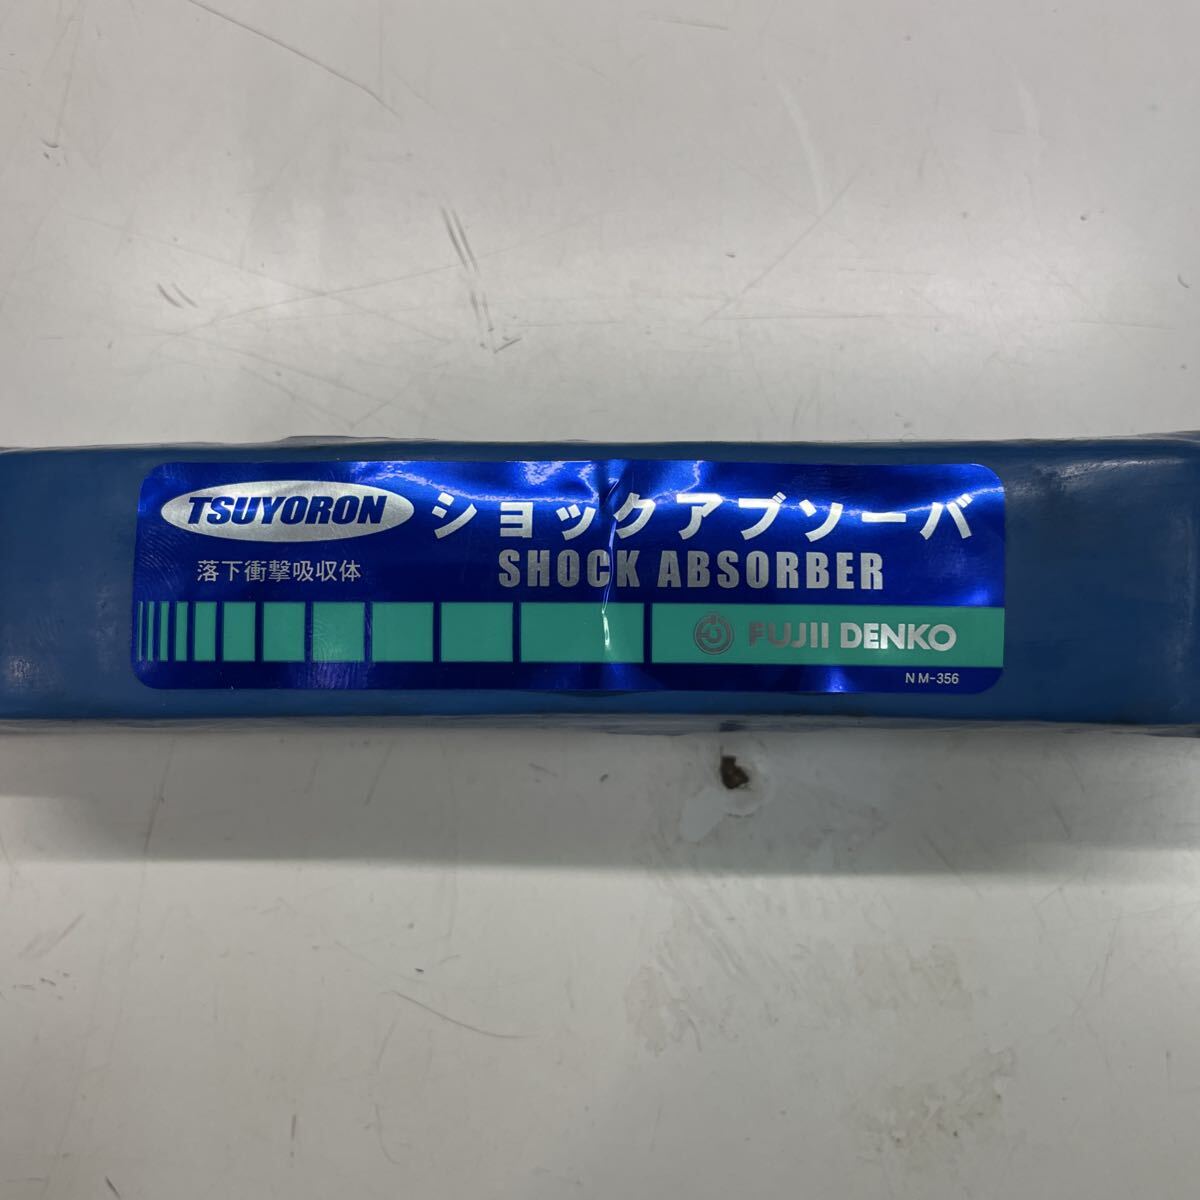 TSUYORON ショックアブソーバ
落下衝撃吸収体 SHOCK ABSORBER
FUJII DENKO
NM-356